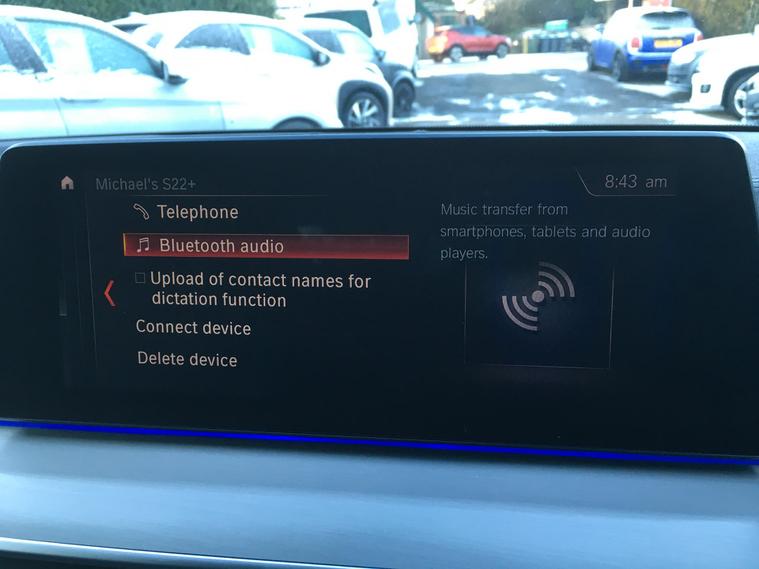 Michael's S22+
8:43 am
Telephone
Bluetooth audio
Upload of contact names for
dictation function
Connect device
Delete device
Music transfer from
smartphones, tablets and audio
players.